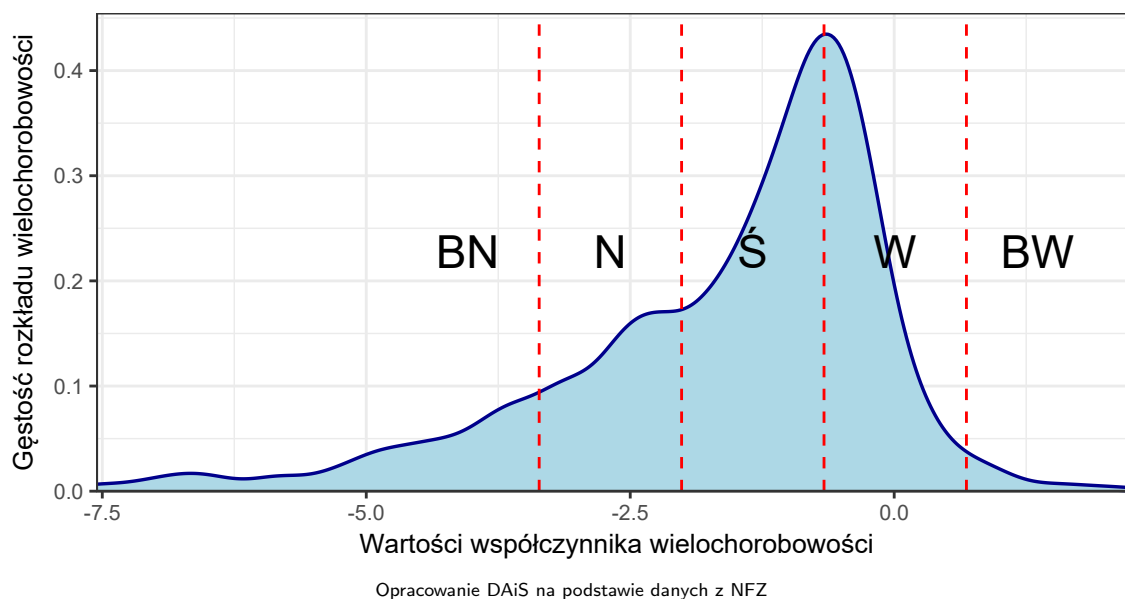 Gęstość rozkładu wielochorobowości
0.4
0.3
0.2
0.1
0.0
BN N Ś W BW
-7.5 -5.0 -2.5 0.0
Wartości współczynnika wielochorobowości
Opracowanie DAiS na podstawie danych z NFZ